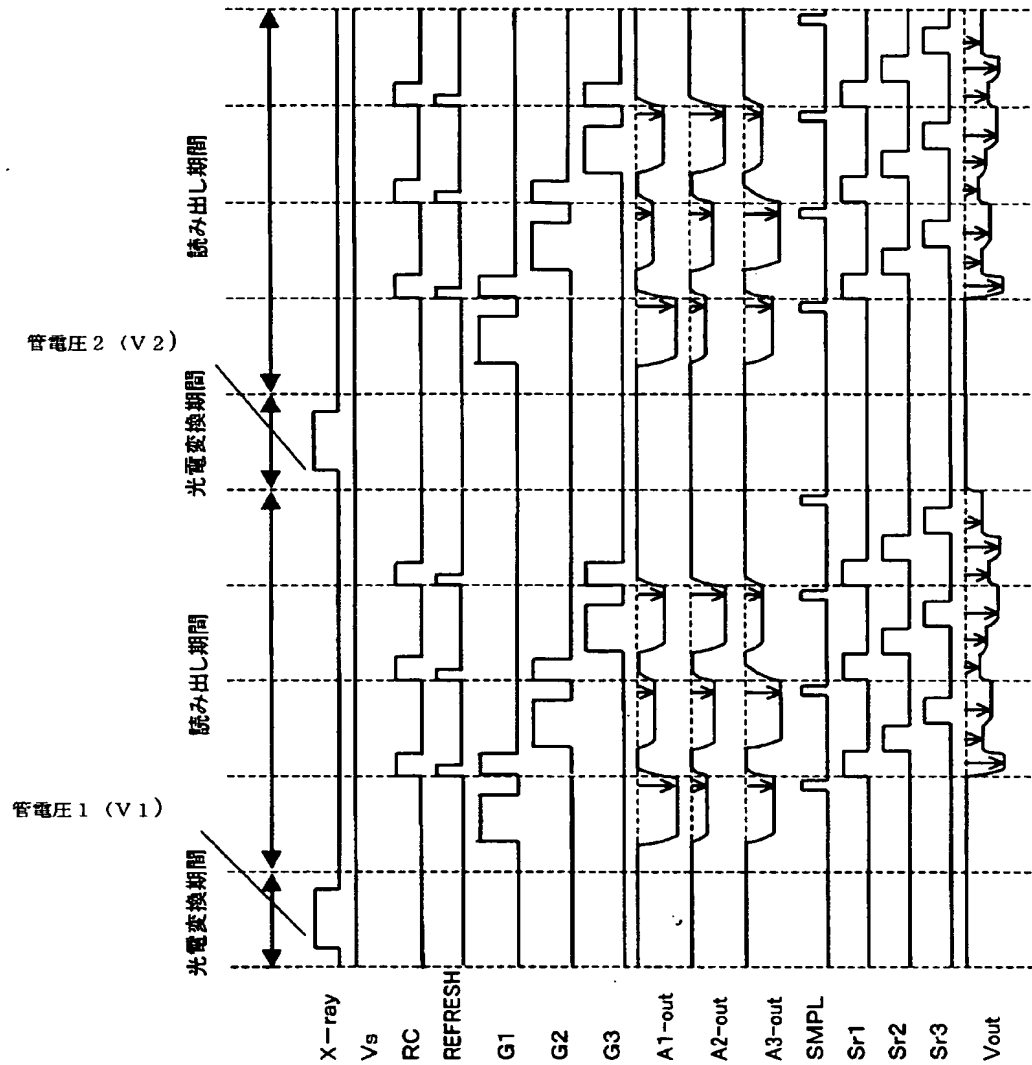 管電圧1 (V1)
管電圧2 (V2)
光電変換期間
読み出し期間
光電変換期間
読み出し期間
X-ray
Vs
RC
REFRESH
G1
G2
G3
A1-out
A2-out
A3-out
SMPL
Sr1
Sr2
Sr3
Vout